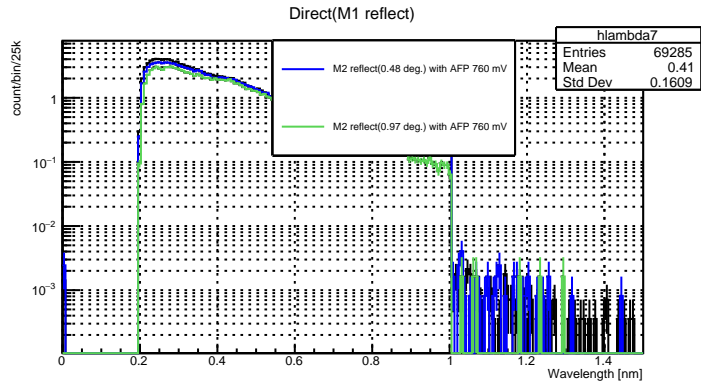 Direct(M1 reflect)
hlambda7
Entries 69285
Mean 0.41
Std Dev 0.1609
count/bin/25k
M2 reflect(0.48 deg.) with AFP 760 mV
M2 reflect(0.97 deg.) with AFP 760 mV
1
10−1
10−2
10−3
0 0.2 0.4 0.6 0.8 1 1.2 1.4
Wavelength [nm]